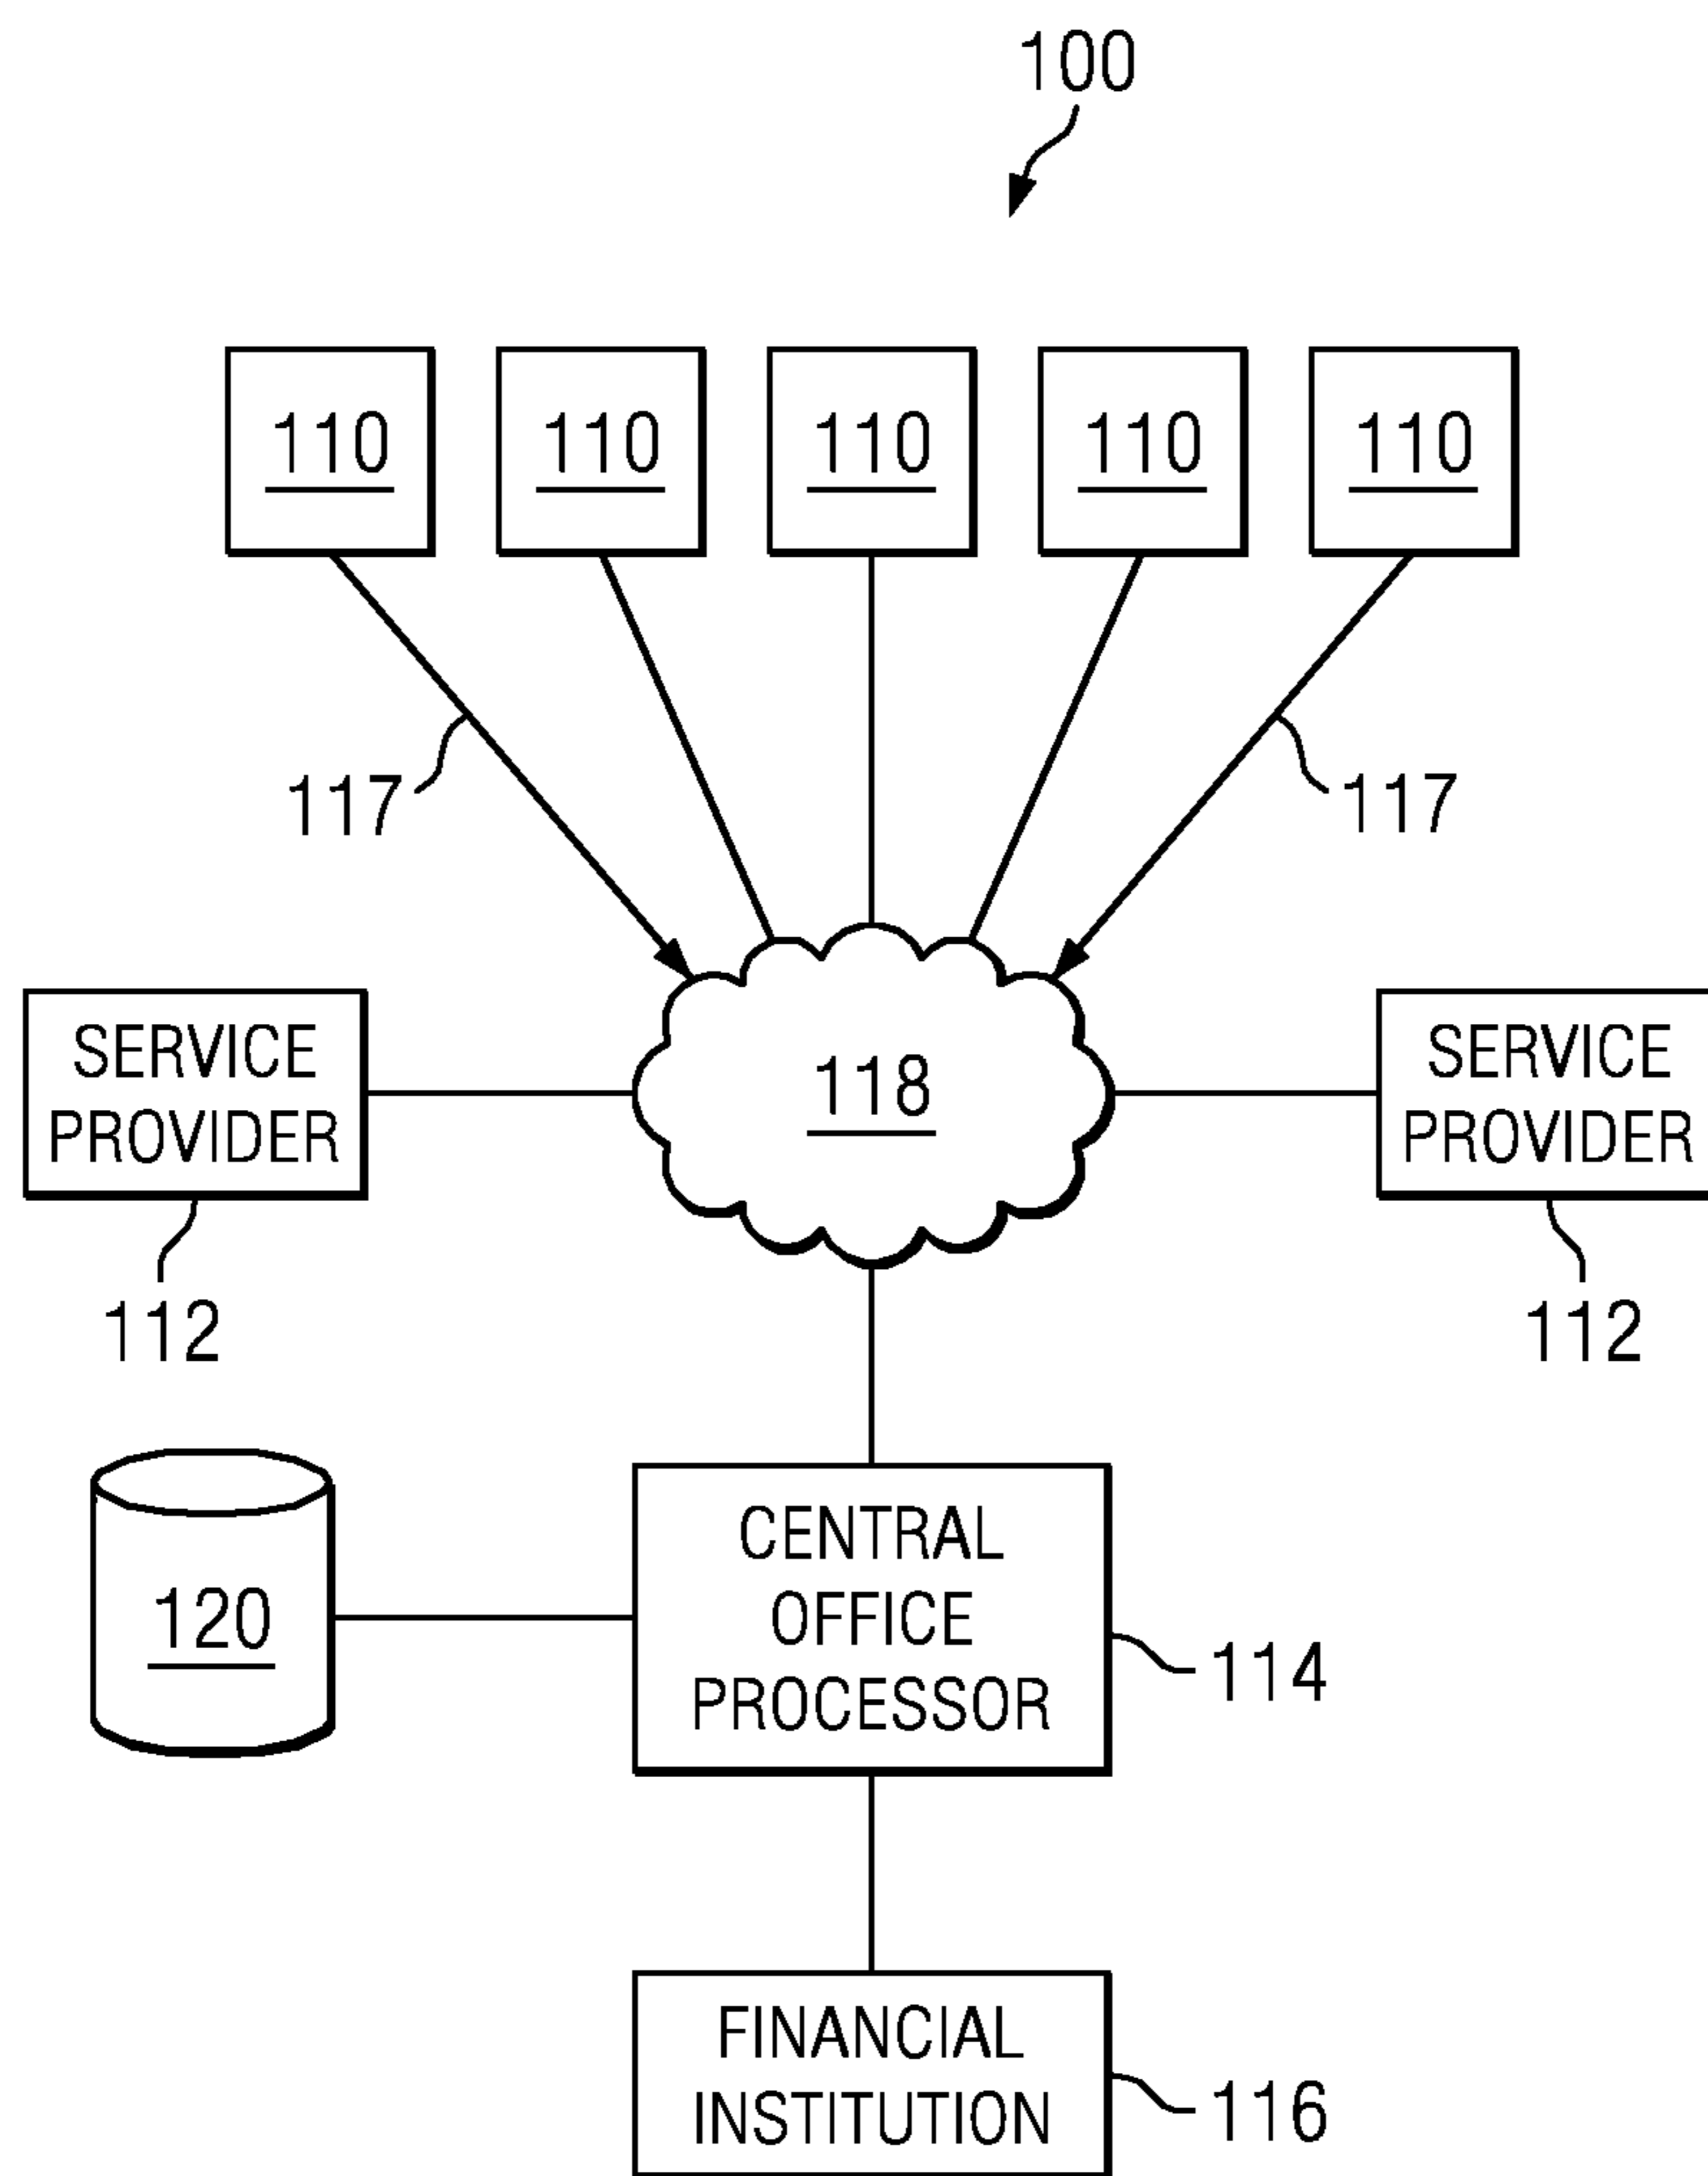 100
110 110 110 110 110
117 117
SERVICE
PROVIDER
118
SERVICE
PROVIDER
112 112
120
CENTRAL
OFFICE
PROCESSOR
114
FINANCIAL
INSTITUTION
116